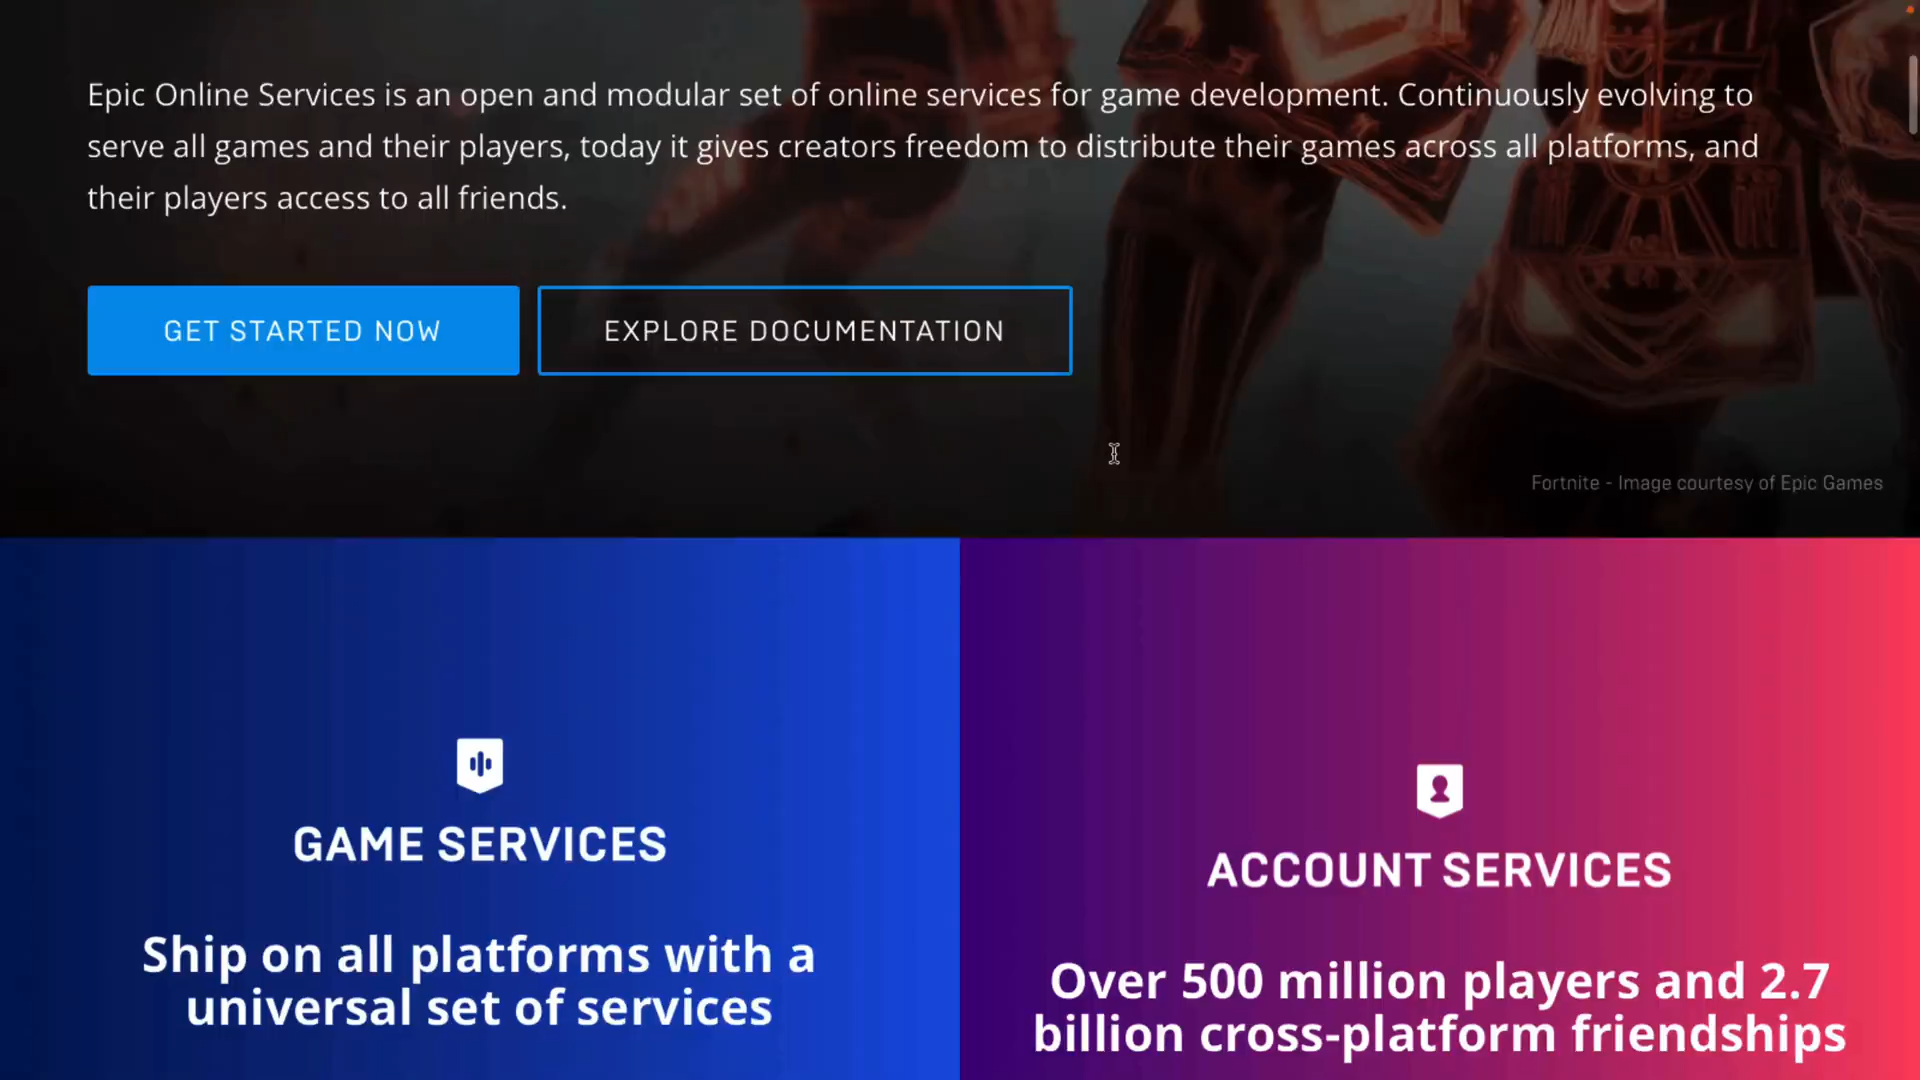 Epic Online Services is an open and modular set of online services for game development. Continuously evolving to
serve all games and their players, today it gives creators freedom to distribute their games across all platforms, and
their players access to all friends.
GET STARTED NOW
EXPLORE DOCUMENTATION
Fortnite - Image courtesy of Epic Games
GAME SERVICES
Ship on all platforms with a
universal set of services
ACCOUNT SERVICES
Over 500 million players and 2.7
billion cross-platform friendships